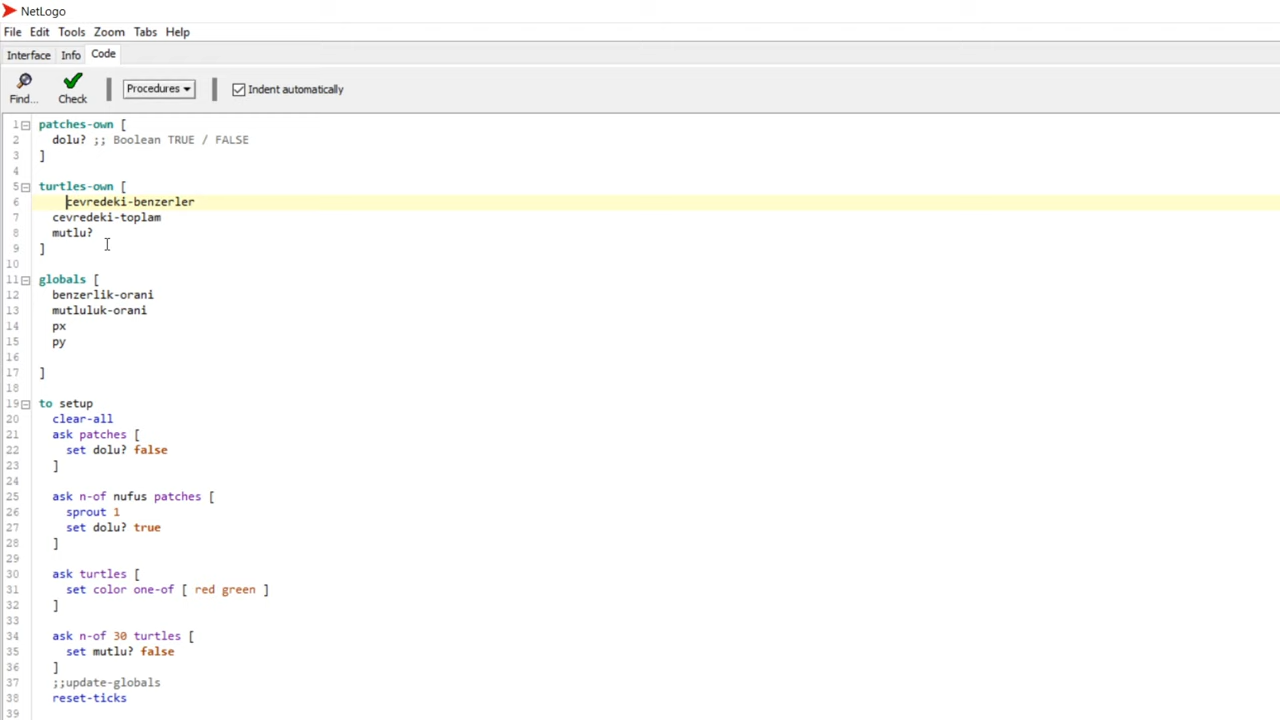 NetLogo
File Edit Tools Zoom Tabs Help
Interface Info Code
Find... Check Procedures Indent automatically
1 patches-own [
2 dolu? ;; Boolean TRUE / FALSE
3 ]
4
5 turtles-own [
6 cevredeki-benzerler
7 cevredeki-toplam
8 mutlu?
9 ]
10
11 globals [
12 benzerlik-orani
13 mutluluk-orani
14 px
15 py
16
17 ]
18
19 to setup
20 clear-all
21 ask patches [
22 set dolu? false
23 ]
24
25 ask n-of nufus patches [
26 sprout 1
27 set dolu? true
28 ]
29
30 ask turtles [
31 set color one-of [ red green ]
32 ]
33
34 ask n-of 30 turtles [
35 set mutlu? false
36 ]
37 ;;update-globals
38 reset-ticks
39